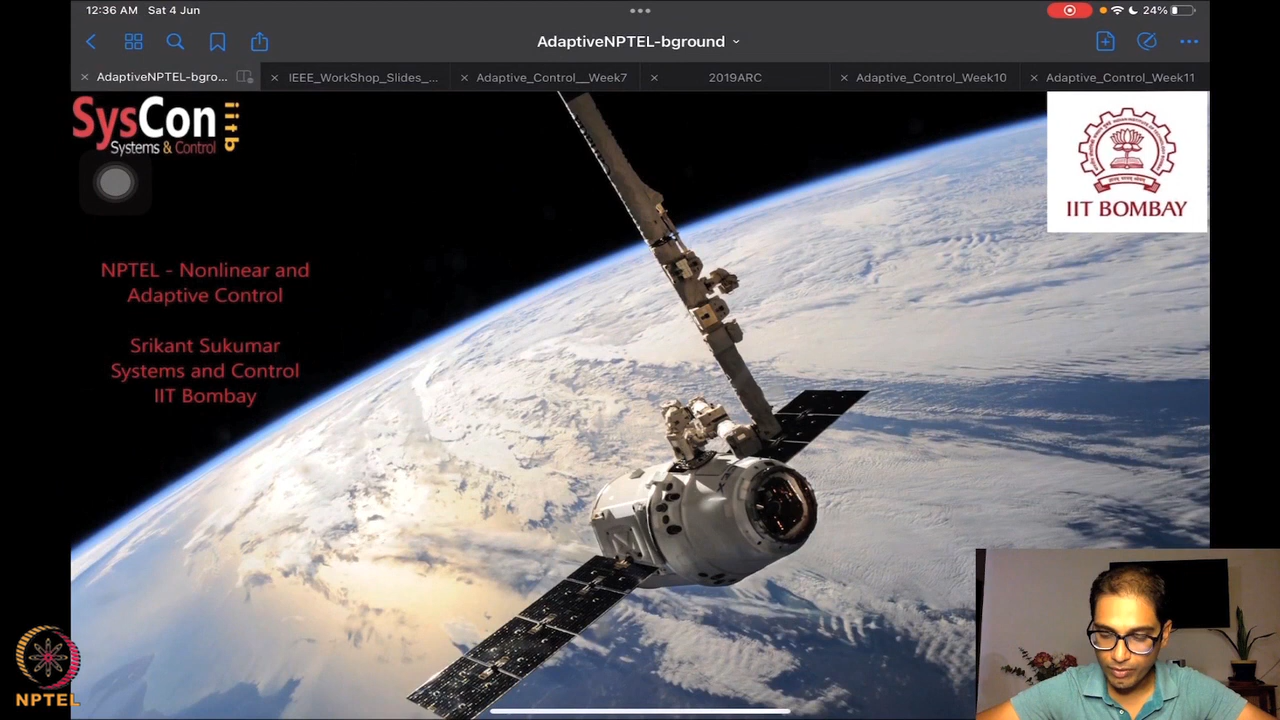 12:36 AM Sat 4 Jun
24%
AdaptiveNPTEL-bground
AdaptiveNPTEL-bgro...
IEEE_WorkShop_Slides_...
Adaptive_Control__Week7
2019ARC
Adaptive_Control_Week10
Adaptive_Control_Week11
SysCon
iitb
Systems & Control
IIT BOMBAY
NPTEL - Nonlinear and
Adaptive Control
Srikant Sukumar
Systems and Control
IIT Bombay
NPTEL